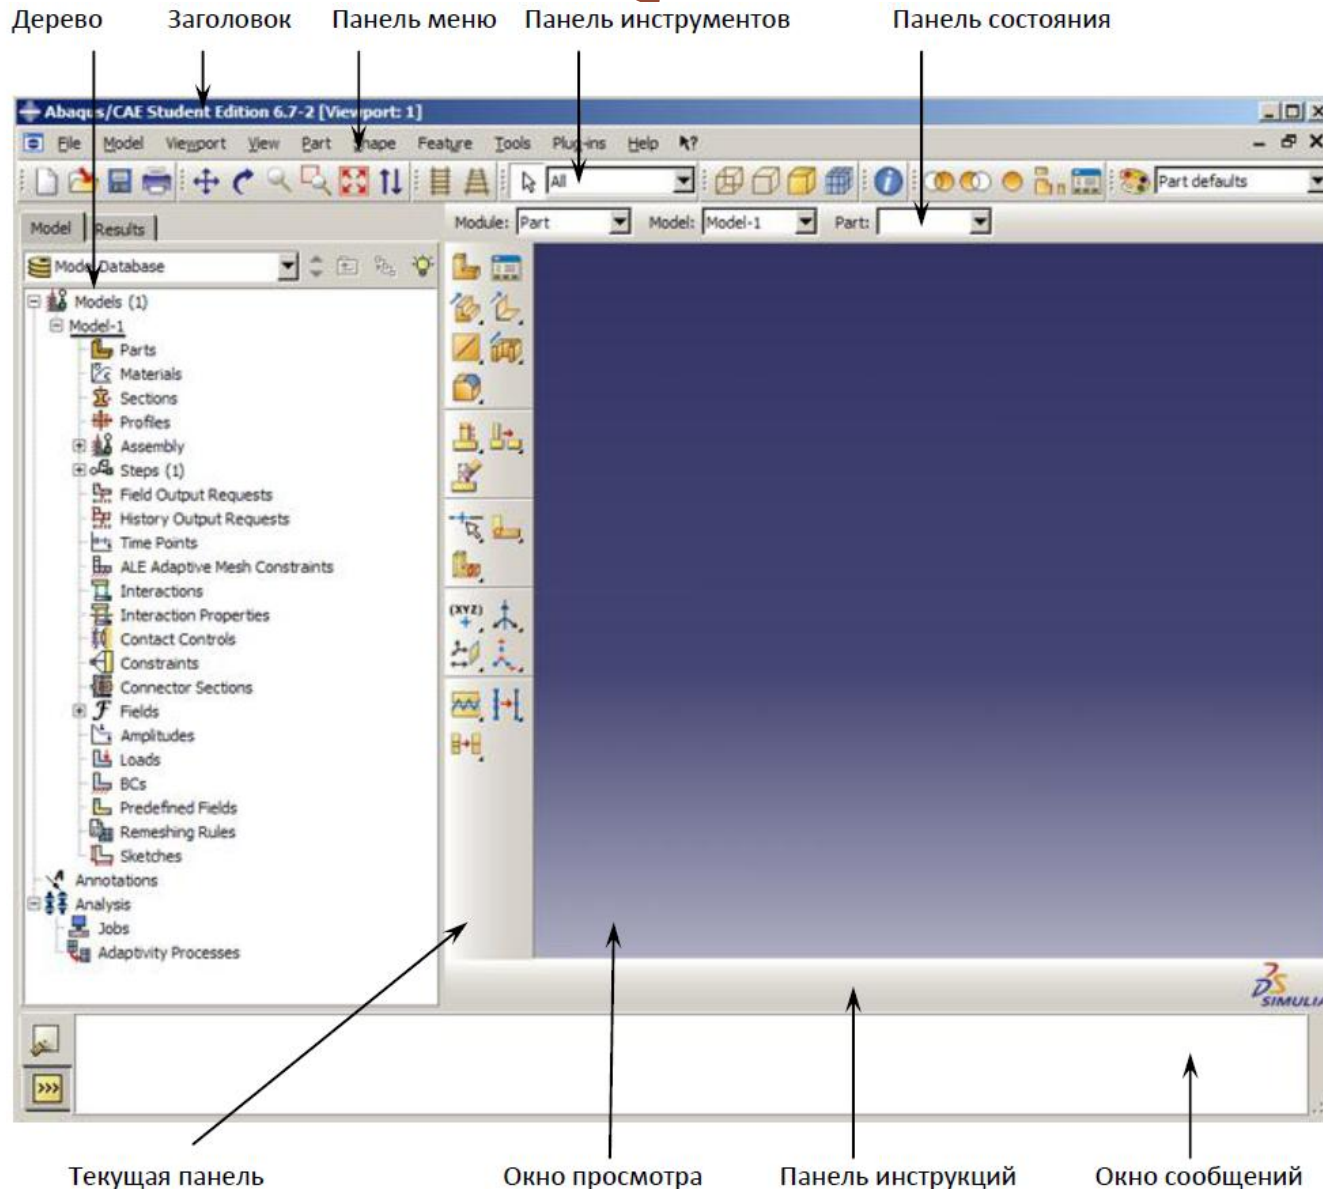 Дерево Заголовок Панель меню Панель инструментов Панель состояния
Abaqus/CAE Student Edition 6.7-2 [Viewport: 1]
File Model Viewport View Part Shape Feature Tools Plug-ins Help ?
All Part defaults
Model Results Module: Part Model: Model-1 Part:
Model Database
Models (1)
Model-1
Parts
Materials
Sections
Profiles
Assembly
Steps (1)
Field Output Requests
History Output Requests
Time Points
ALE Adaptive Mesh Constraints
Interactions
(XYZ)
Interaction Properties
Contact Controls
Constraints
Connector Sections
Fields
Amplitudes
Loads
BCs
Predefined Fields
Remeshing Rules
Sketches
Annotations
Analysis
Jobs
Adaptivity Processes
SIMULIA
>>>
Текущая панель Окно просмотра Панель инструкций Окно сообщений